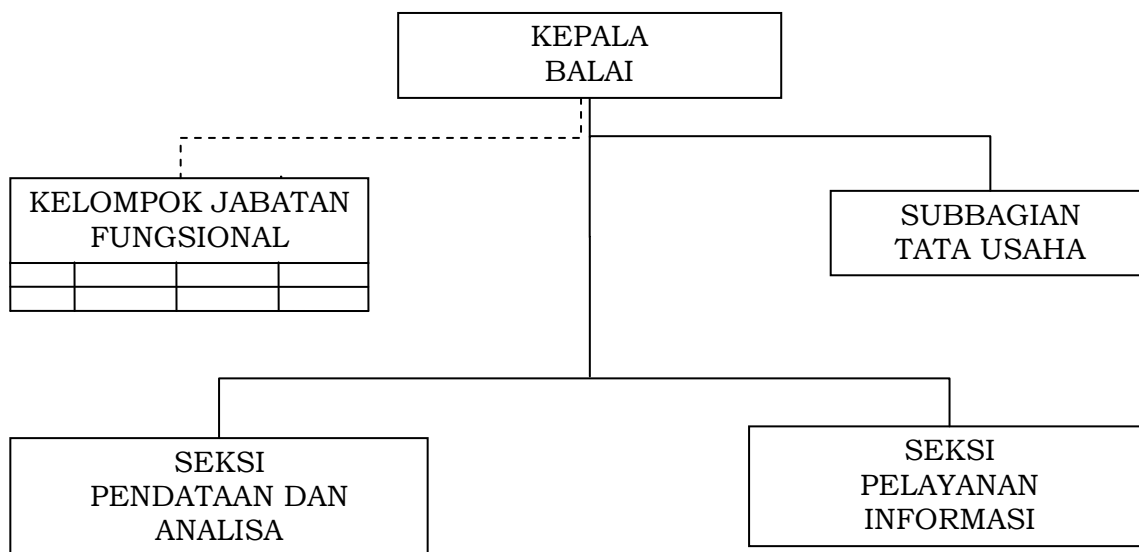 KEPALA
BALAI
KELOMPOK JABATAN
FUNGSIONAL
SUBBAGIAN
TATA USAHA
SEKSI
PENDATAAN DAN
ANALISA
SEKSI
PELAYANAN
INFORMASI